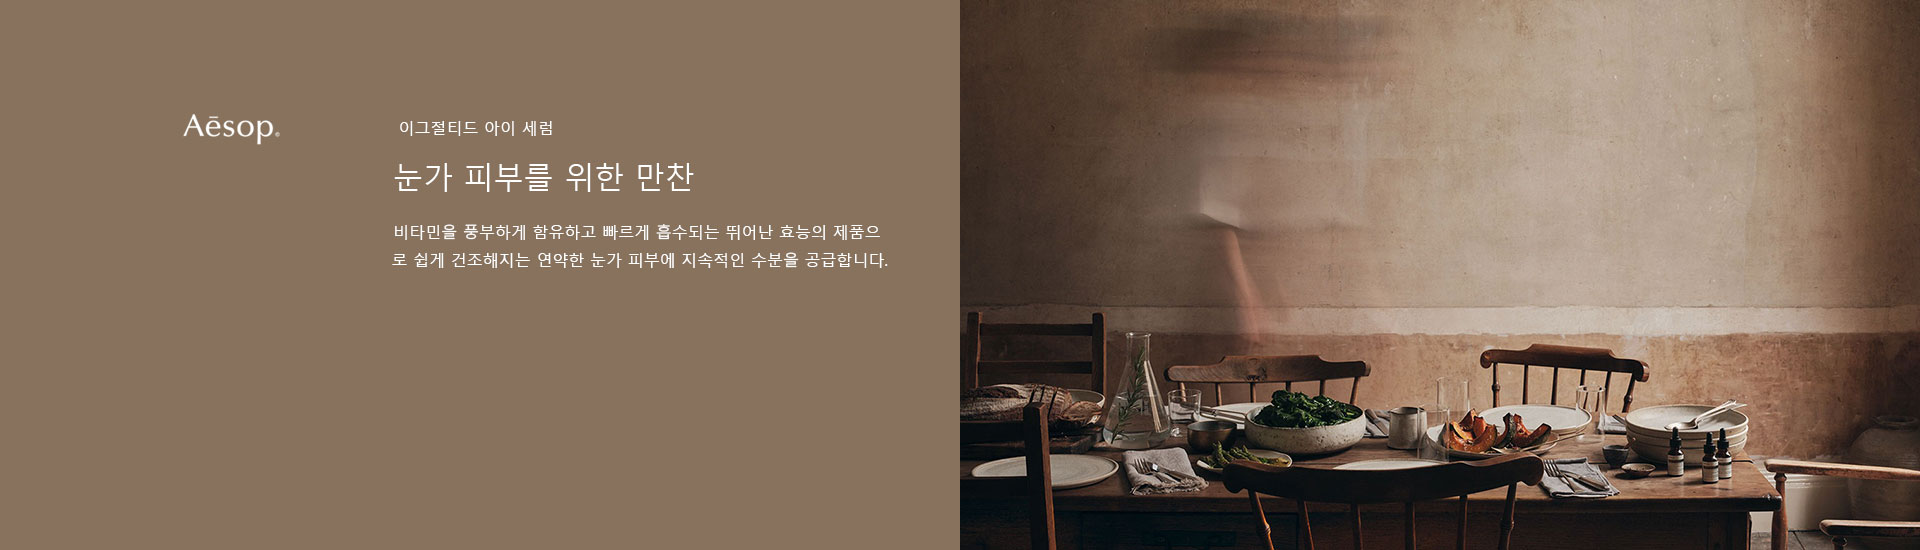 Aēsop®
이그절티드 아이 세럼
눈가 피부를 위한 만찬
비타민을 풍부하게 함유하고 빠르게 흡수되는 뛰어난 효능의 제품으
로 쉽게 건조해지는 연약한 눈가 피부에 지속적인 수분을 공급합니다.